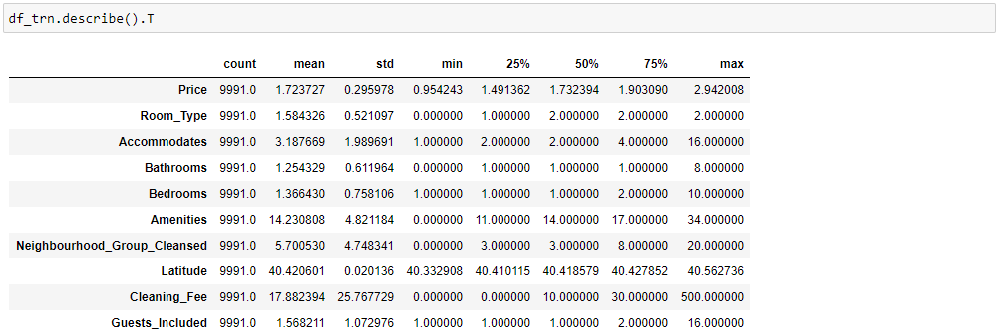 df_trn.describe().T
count mean std min 25% 50% 75% max
Price 9991.0 1.723727 0.295978 0.954243 1.491362 1.732394 1.903090 2.942008
Room_Type 9991.0 1.584326 0.521097 0.000000 1.000000 2.000000 2.000000 2.000000
Accommodates 9991.0 3.187669 1.989691 1.000000 2.000000 2.000000 4.000000 16.000000
Bathrooms 9991.0 1.254329 0.611964 0.000000 1.000000 1.000000 1.000000 8.000000
Bedrooms 9991.0 1.366430 0.758106 1.000000 1.000000 1.000000 2.000000 10.000000
Amenities 9991.0 14.230808 4.821184 0.000000 11.000000 14.000000 17.000000 34.000000
Neighbourhood_Group_Cleansed 9991.0 5.700530 4.748341 0.000000 3.000000 3.000000 8.000000 20.000000
Latitude 9991.0 40.420601 0.020136 40.332908 40.410115 40.418579 40.427852 40.562736
Cleaning_Fee 9991.0 17.882394 25.767729 0.000000 0.000000 10.000000 30.000000 500.000000
Guests_Included 9991.0 1.568211 1.072976 1.000000 1.000000 1.000000 2.000000 16.000000